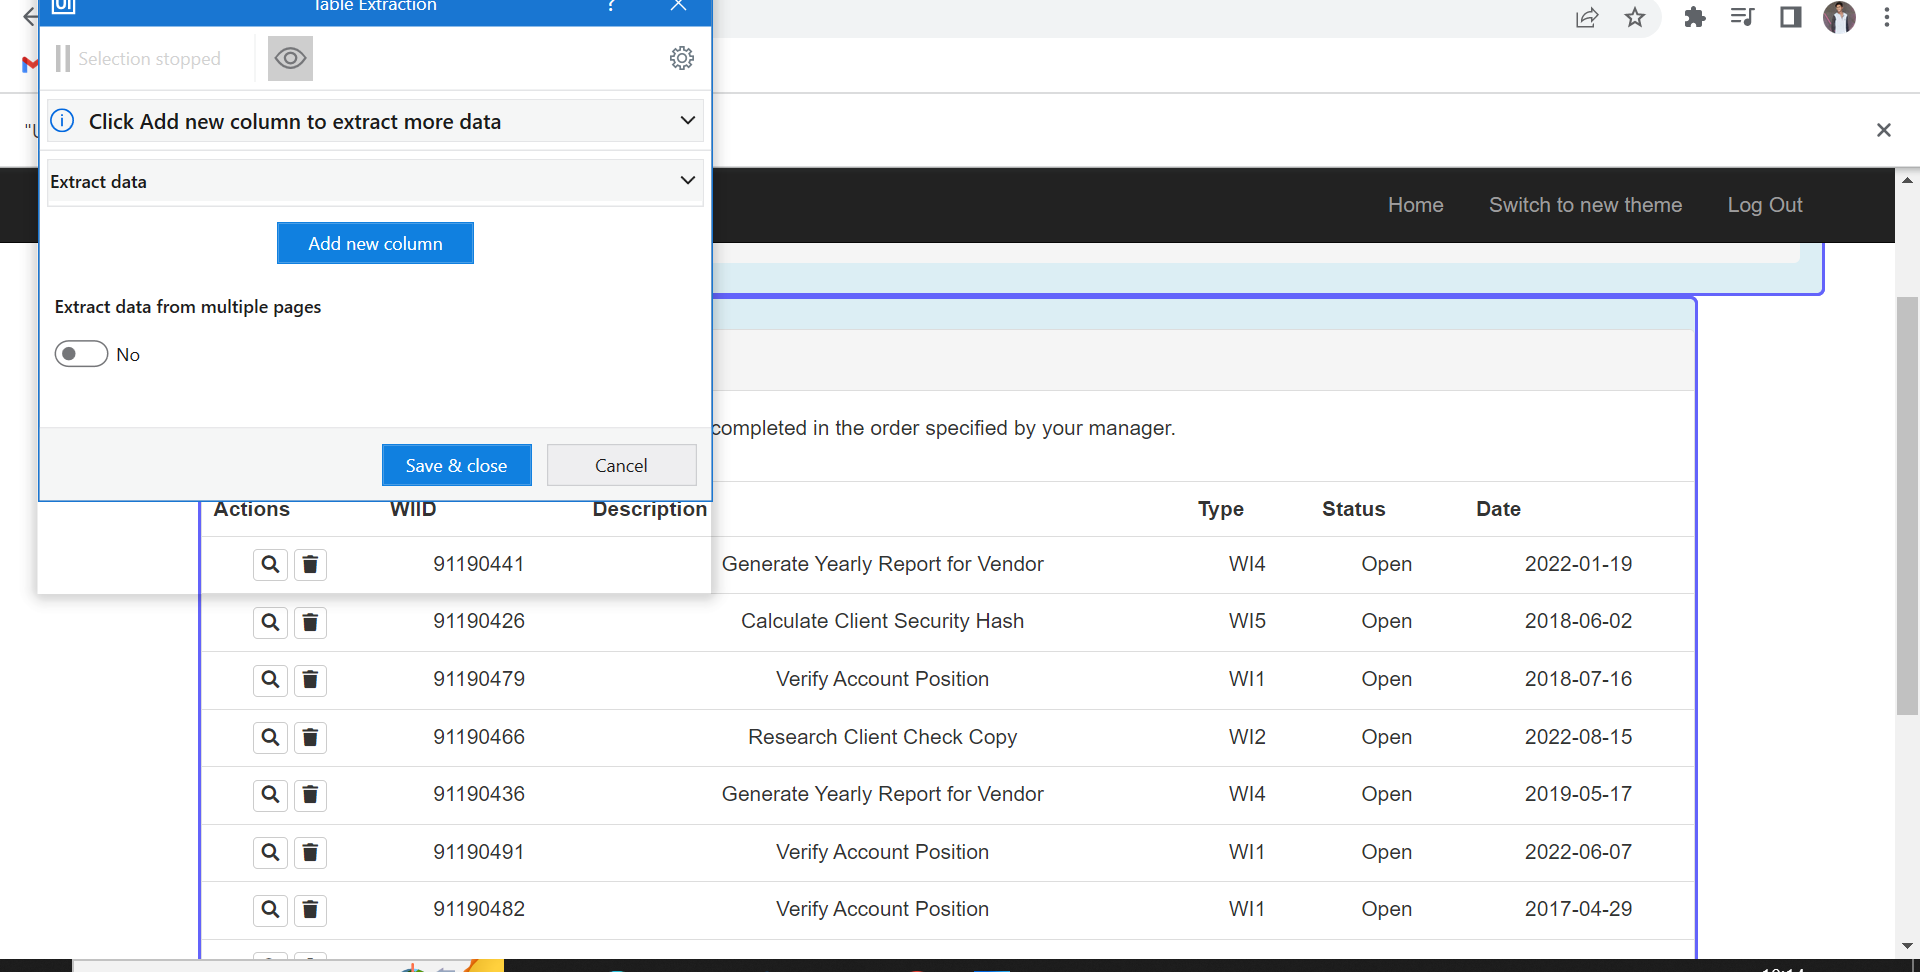 UI Table Extraction ?
Selection stopped
Click Add new column to extract more data
"U
Extract data
Home Switch to new theme Log Out
Add new column
Extract data from multiple pages
No
completed in the order specified by your manager.
Save & close Cancel
Actions WIID Description Type Status Date
91190441 Generate Yearly Report for Vendor WI4 Open 2022-01-19
91190426 Calculate Client Security Hash WI5 Open 2018-06-02
91190479 Verify Account Position WI1 Open 2018-07-16
91190466 Research Client Check Copy WI2 Open 2022-08-15
91190436 Generate Yearly Report for Vendor WI4 Open 2019-05-17
91190491 Verify Account Position WI1 Open 2022-06-07
91190482 Verify Account Position WI1 Open 2017-04-29